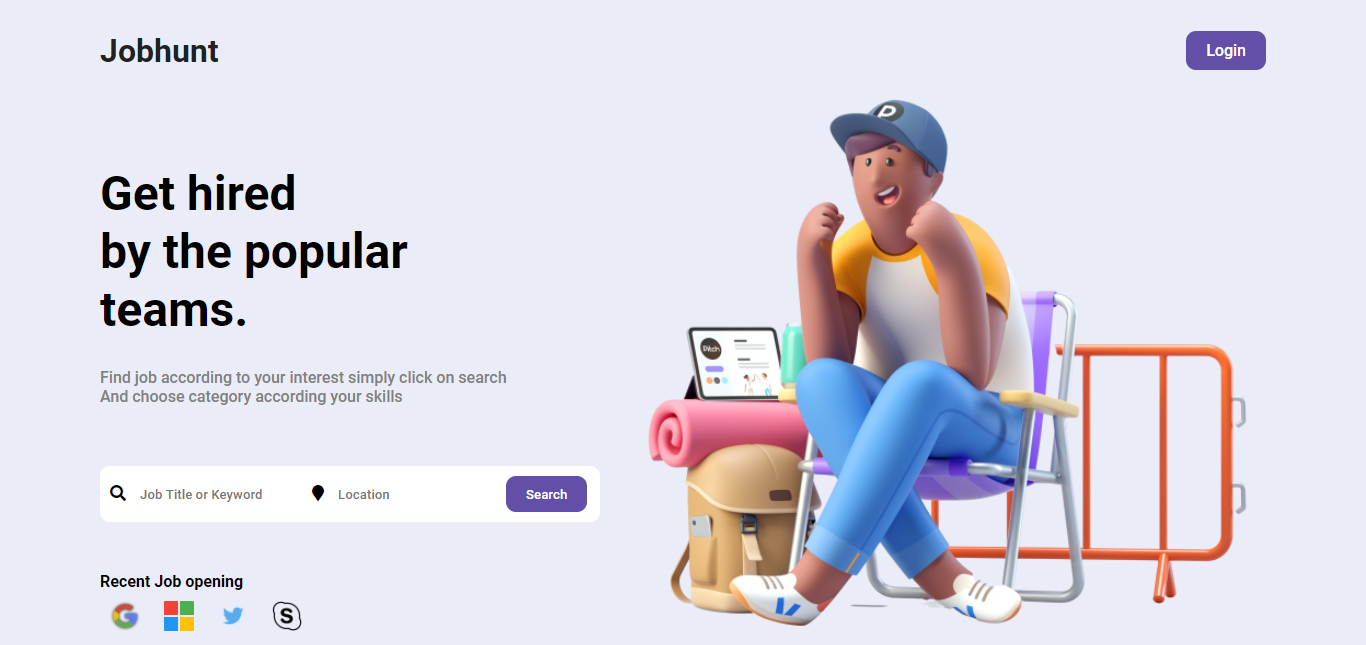 Jobhunt
Login
Get hired
by the popular
teams.
Find job according to your interest simply click on search
And choose category according your skills
Job Title or Keyword
Location
Search
Recent Job opening
P
Pitch